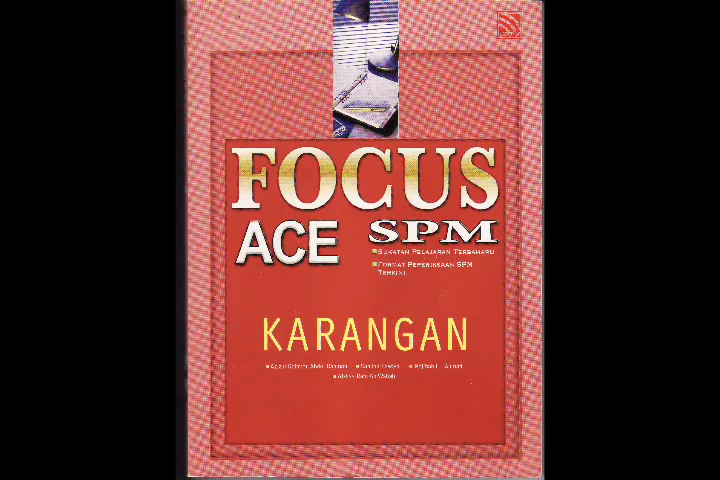 FOCUS
ACE SPM
SUKATAN PELAJARAN TERBAHARU
FORMAT PEPERIKSAAN SPM
TERKINI
KARANGAN